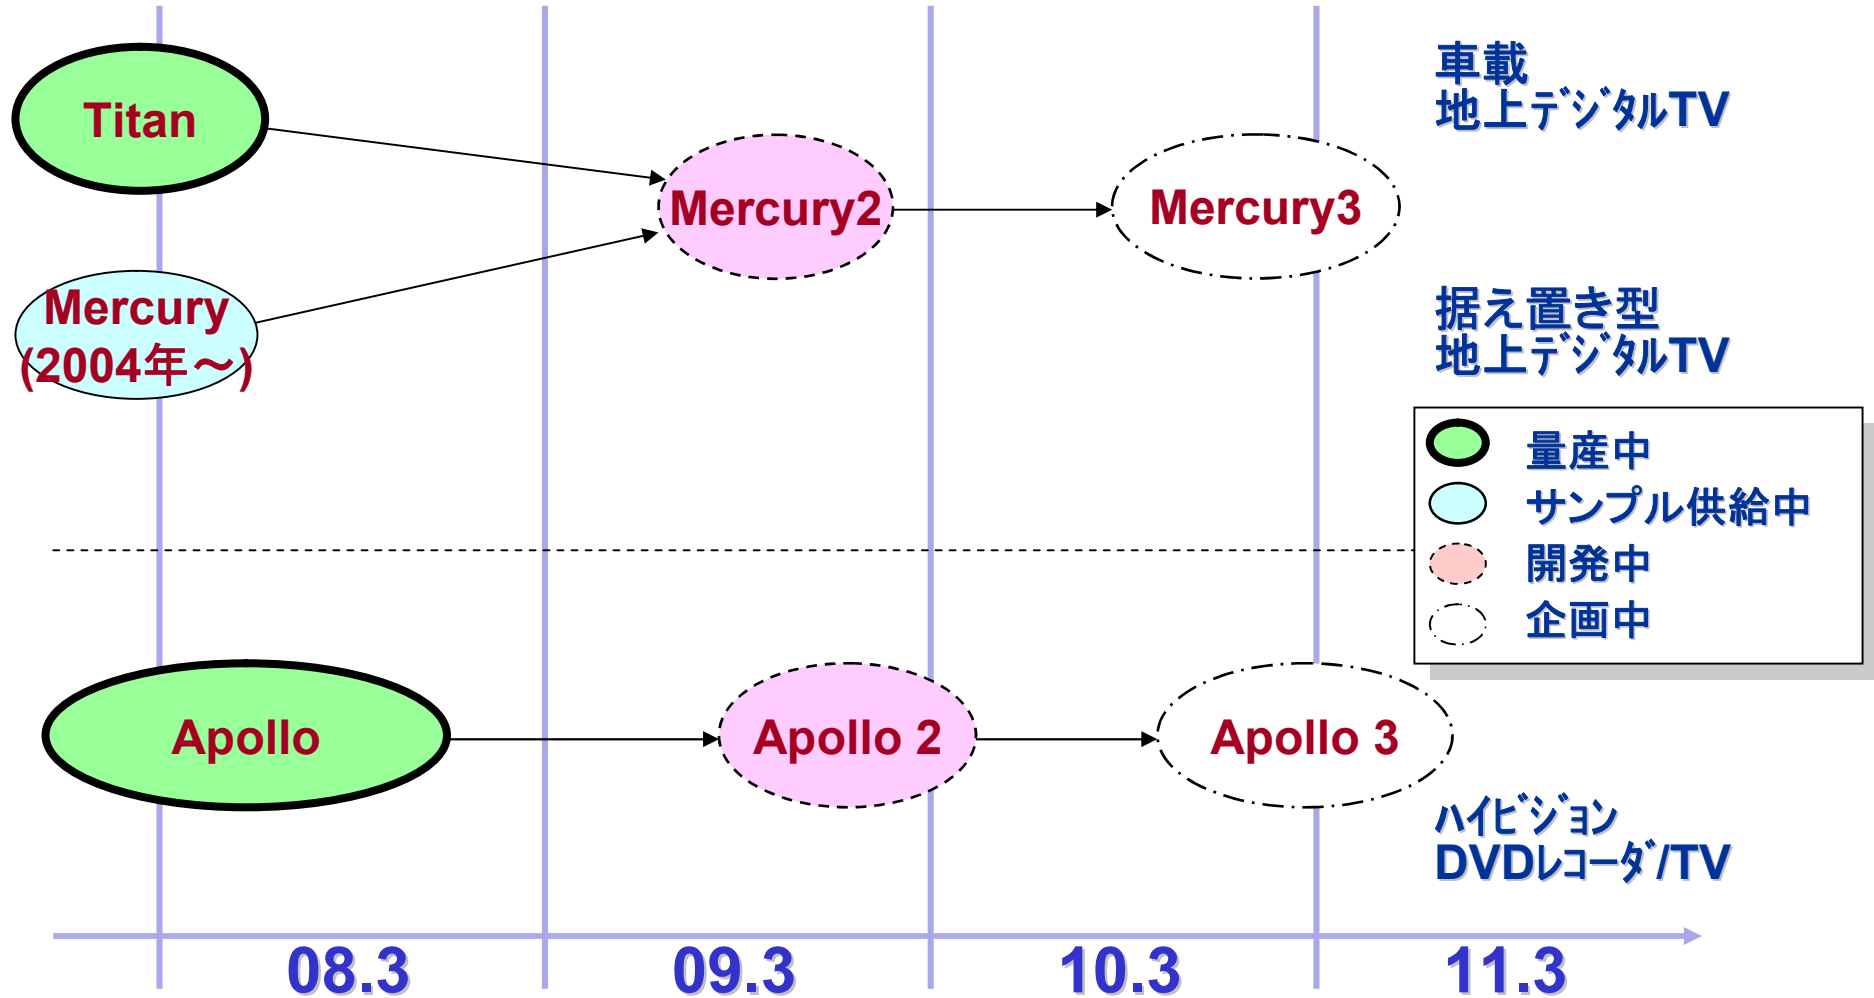 Titan
車載
地上ﾃﾞｼﾞﾀﾙTV
Mercury2
Mercury3
Mercury
(2004年～)
据え置き型
地上ﾃﾞｼﾞﾀﾙTV
量産中
サンプル供給中
開発中
企画中
Apollo
Apollo 2
Apollo 3
ﾊｲﾋﾞｼﾞｮﾝ
DVDﾚｺｰﾀﾞ/TV
08.3
09.3
10.3
11.3